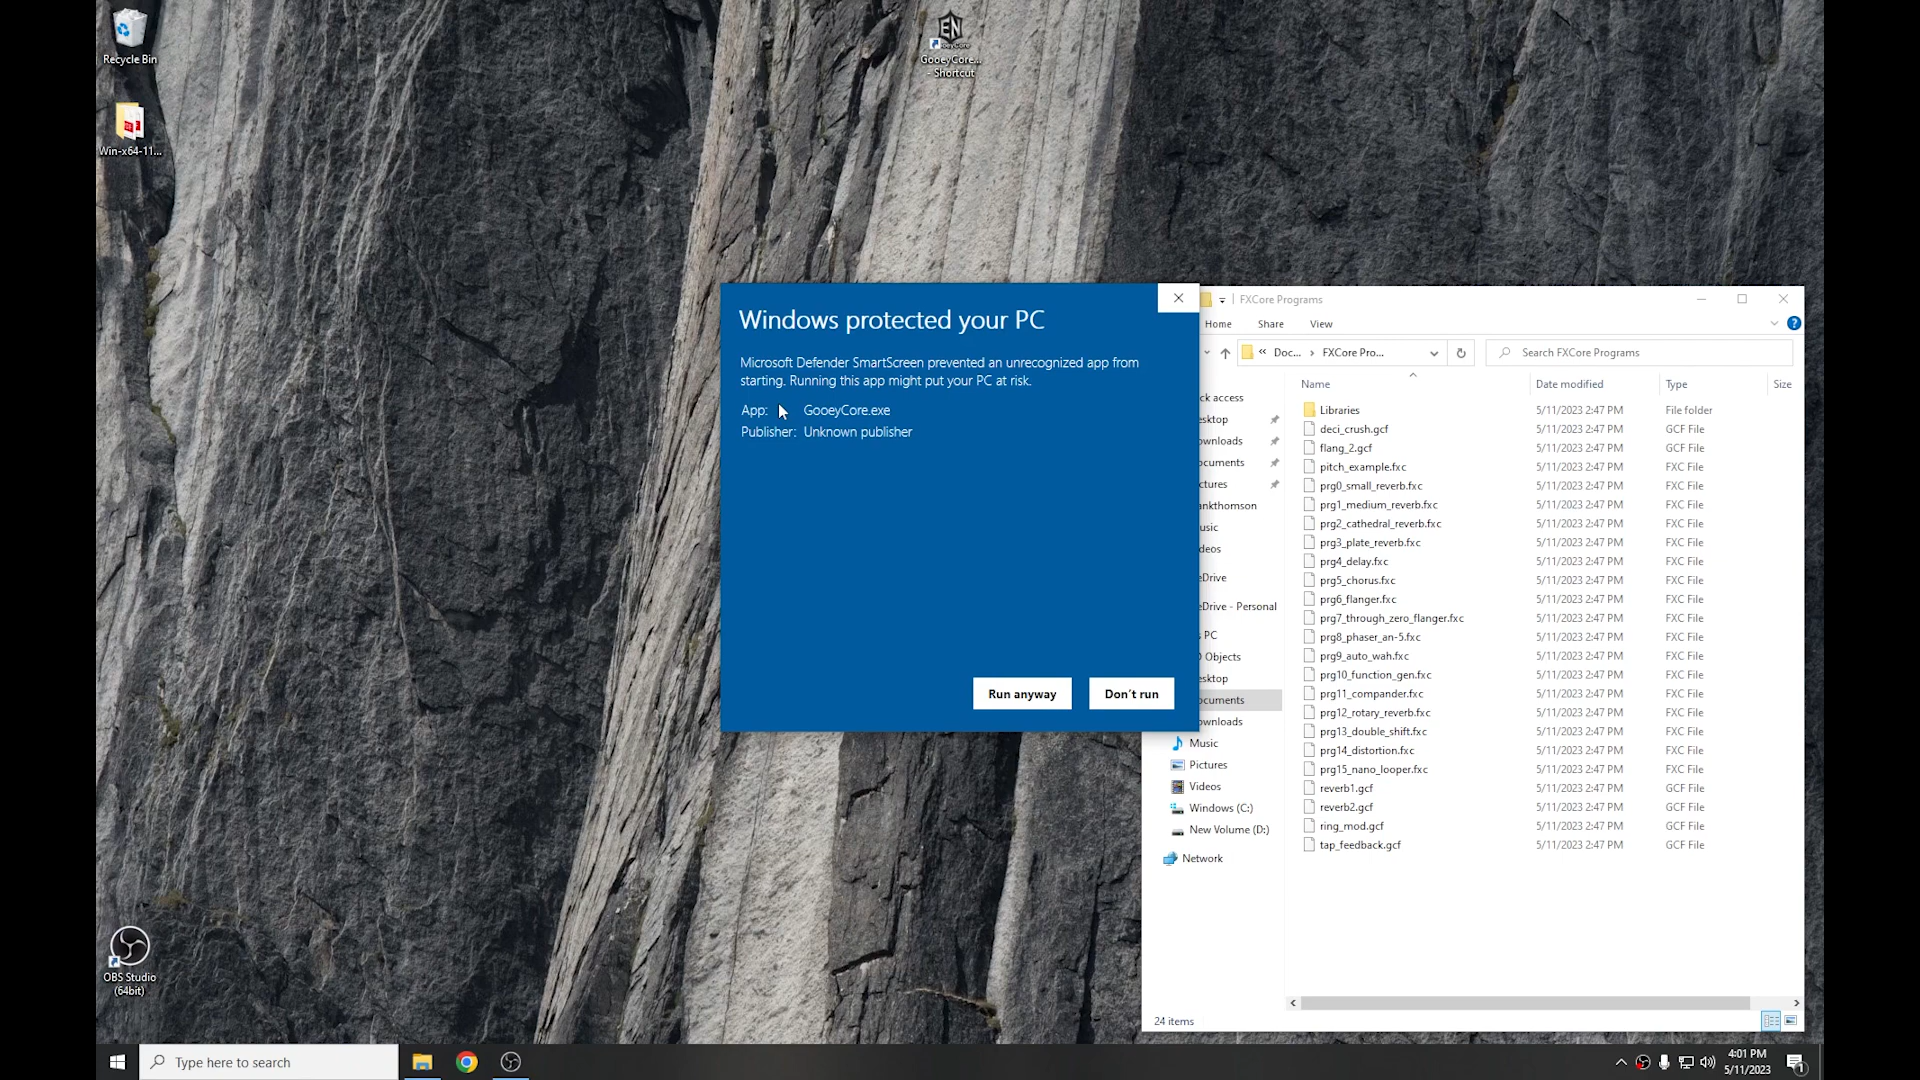 Recycle Bin
Win-x64-11...
EN
GooeyCore...
- Shortcut
OBS Studio
(64bit)
Windows protected your PC
Microsoft Defender SmartScreen prevented an unrecognized app from
starting. Running this app might put your PC at risk.
App: GooeyCore.exe
Publisher: Unknown publisher
Run anyway
Don't run
FXCore Programs
Home Share View
« Doc... › FXCore Pro...
Search FXCore Programs
ck access
esktop
ownloads
ocuments
ctures
ankthomson
usic
deos
eDrive
eDrive - Personal
s PC
D Objects
esktop
ocuments
ownloads
Music
Pictures
Videos
Windows (C:)
New Volume (D:)
Network
Name Date modified Type Size
Libraries 5/11/2023 2:47 PM File folder
deci_crush.gcf 5/11/2023 2:47 PM GCF File
flang_2.gcf 5/11/2023 2:47 PM GCF File
pitch_example.fxc 5/11/2023 2:47 PM FXC File
prg0_small_reverb.fxc 5/11/2023 2:47 PM FXC File
prg1_medium_reverb.fxc 5/11/2023 2:47 PM FXC File
prg2_cathedral_reverb.fxc 5/11/2023 2:47 PM FXC File
prg3_plate_reverb.fxc 5/11/2023 2:47 PM FXC File
prg4_delay.fxc 5/11/2023 2:47 PM FXC File
prg5_chorus.fxc 5/11/2023 2:47 PM FXC File
prg6_flanger.fxc 5/11/2023 2:47 PM FXC File
prg7_through_zero_flanger.fxc 5/11/2023 2:47 PM FXC File
prg8_phaser_an-5.fxc 5/11/2023 2:47 PM FXC File
prg9_auto_wah.fxc 5/11/2023 2:47 PM FXC File
prg10_function_gen.fxc 5/11/2023 2:47 PM FXC File
prg11_compander.fxc 5/11/2023 2:47 PM FXC File
prg12_rotary_reverb.fxc 5/11/2023 2:47 PM FXC File
prg13_double_shift.fxc 5/11/2023 2:47 PM FXC File
prg14_distortion.fxc 5/11/2023 2:47 PM FXC File
prg15_nano_looper.fxc 5/11/2023 2:47 PM FXC File
reverb1.gcf 5/11/2023 2:47 PM GCF File
reverb2.gcf 5/11/2023 2:47 PM GCF File
ring_mod.gcf 5/11/2023 2:47 PM GCF File
tap_feedback.gcf 5/11/2023 2:47 PM GCF File
24 items
Type here to search
4:01 PM
5/11/2023
1